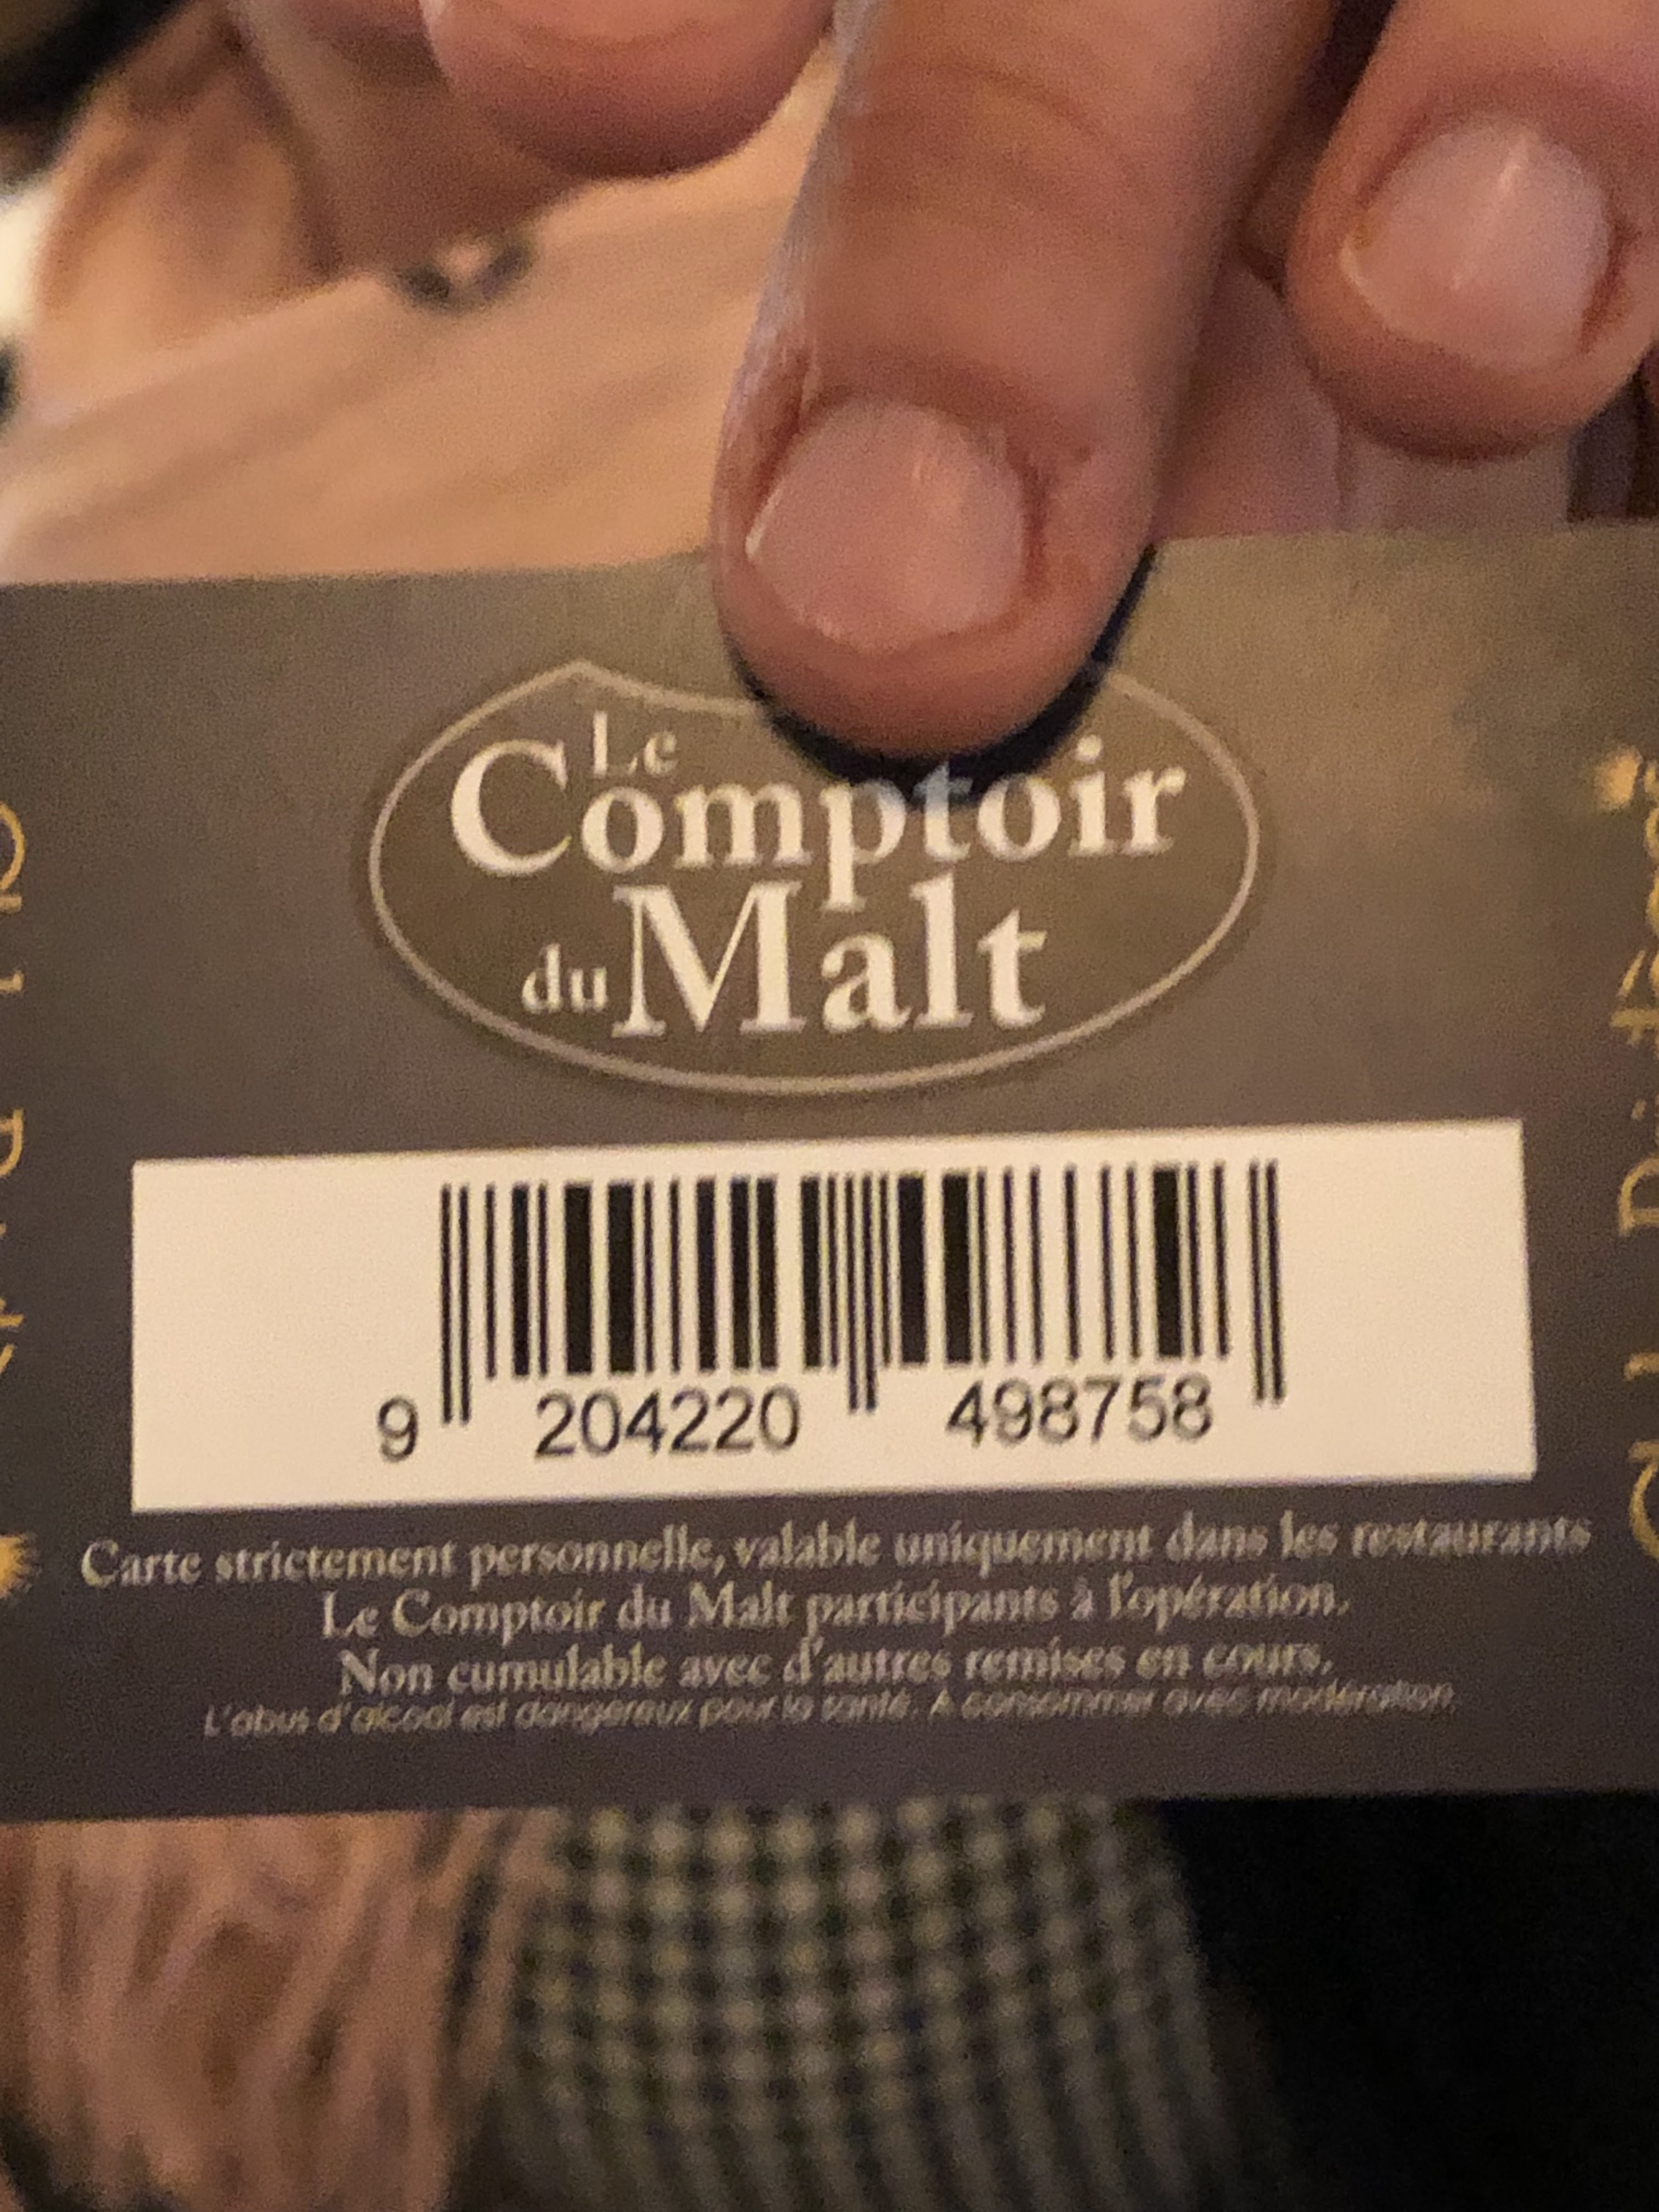 Le
Comptoir
du Malt
9 204220 498758
Carte strictement personnelle, valable uniquement dans les restaurants
Le Comptoir du Malt participants à l'opération.
Non cumulable avec d'autres remises en cours.
L'abus d'alcool est dangereux pour la santé. A consommer avec modération.